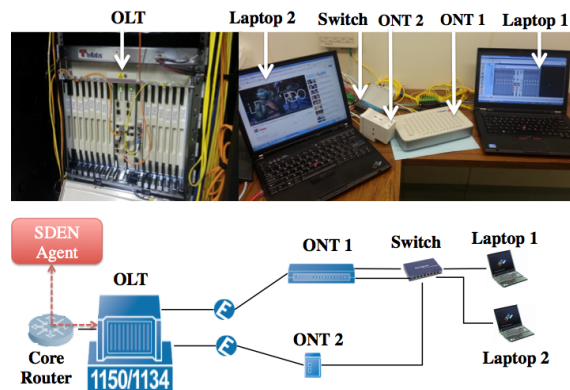 OLT
Laptop 2
Switch
ONT 2
ONT 1
Laptop 1
Tellabs
SDEN
Agent
OLT
ONT 1
Switch
Laptop 1
E
Core
Router
E
ONT 2
Laptop 2
1150/1134